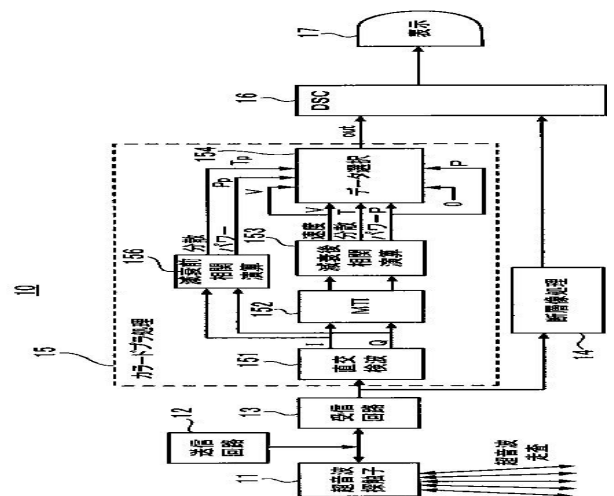 10
15
カラードプラ処理
156
減衰前
相関
演算
分散
パワー
Pp
Tp
V
154
データ選択
out
16
DSC
17
表示
12
送信
回路
11
超音波
探触子
13
受信
回路
151
直交
検波
I
Q
152
MTI
153
減衰後
相関
演算
速度
V
分散
T
パワー
P
0
P
14
断層像処理
超音波
走査